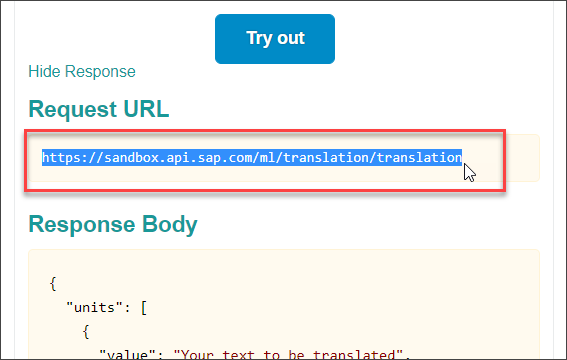 Try out
Hide Response
Request URL
https://sandbox.api.sap.com/ml/translation/translation
Response Body
{
"units": [
{
"value": "Your text to be translated",